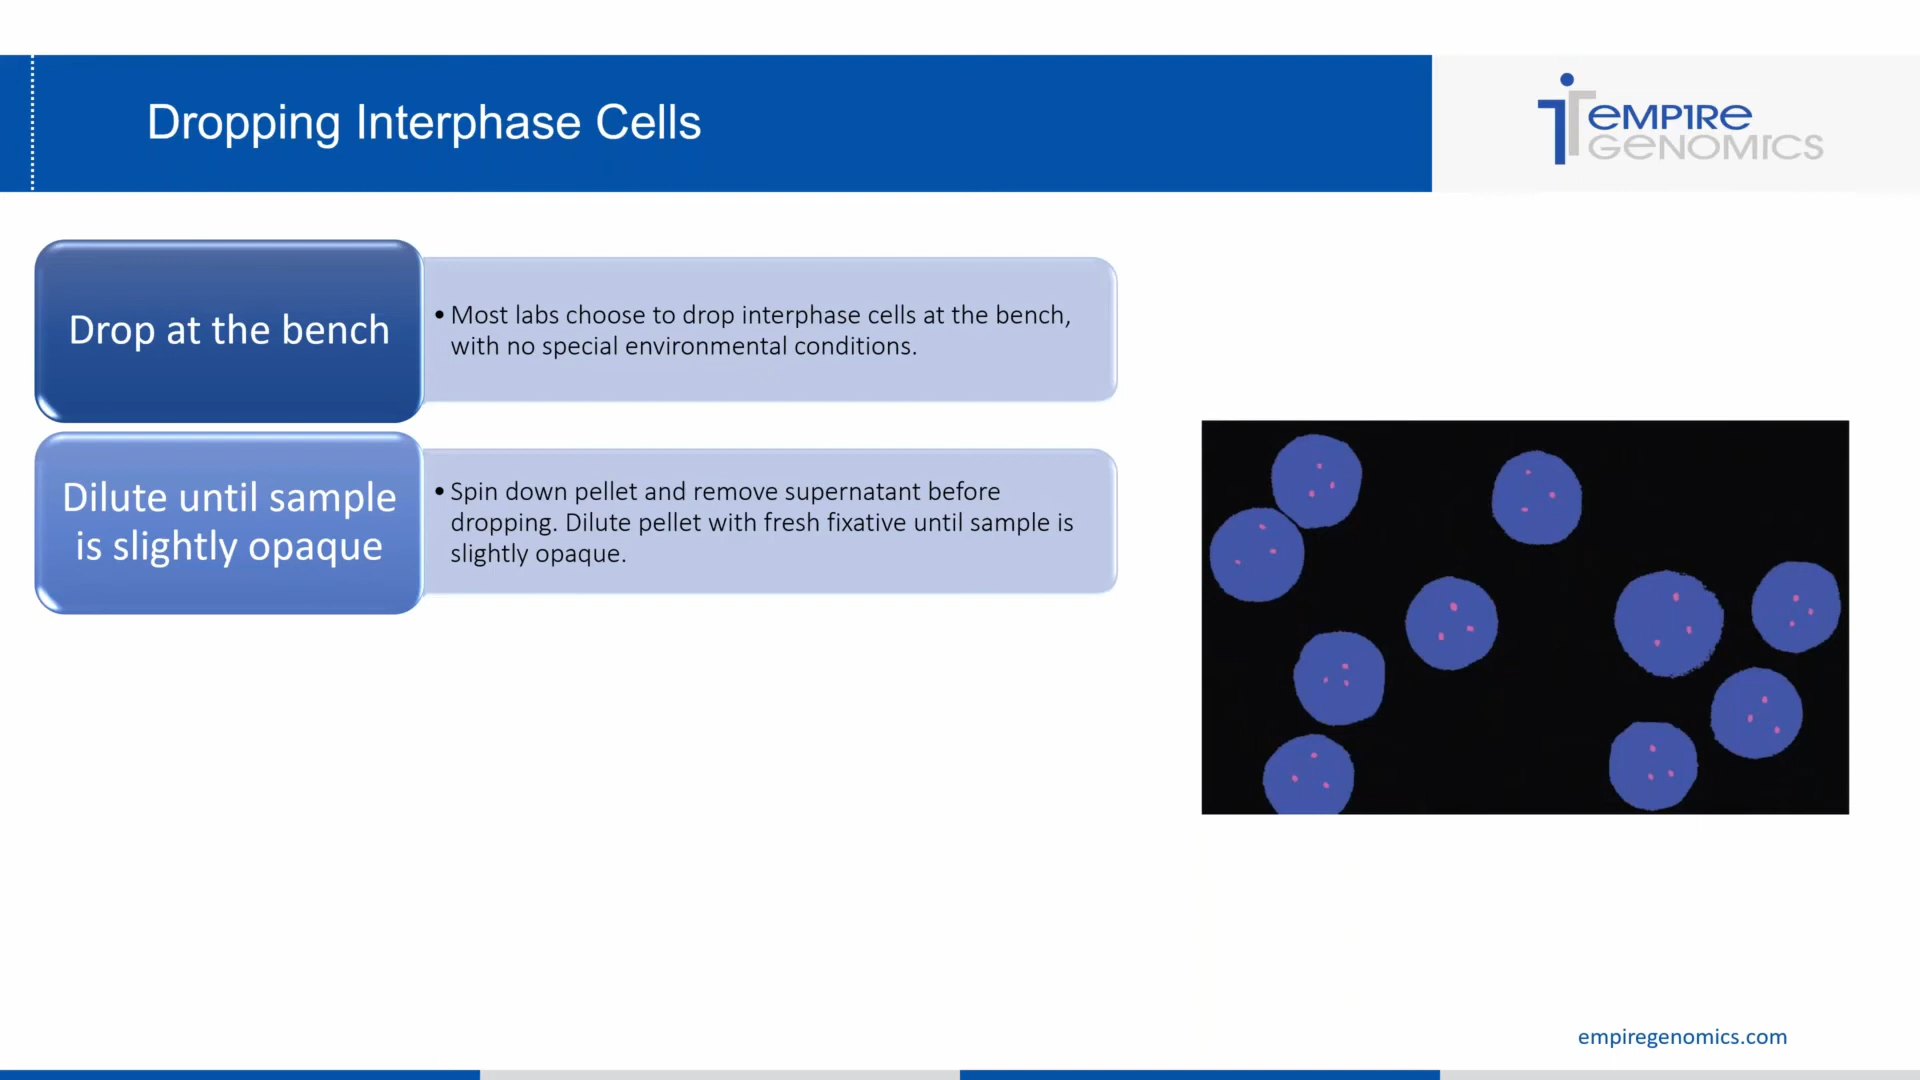 Dropping Interphase Cells
EMPIRE
GENOMICS
Drop at the bench
• Most labs choose to drop interphase cells at the bench,
with no special environmental conditions.
Dilute until sample
is slightly opaque
• Spin down pellet and remove supernatant before
dropping. Dilute pellet with fresh fixative until sample is
slightly opaque.
empiregenomics.com